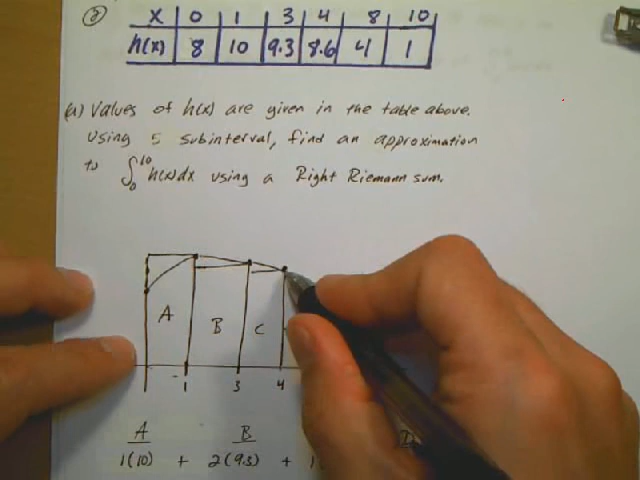 ② x 0 1 3 4 8 10
h(x) 8 10 9.3 8.6 4 1
(a) Values of h(x) are given in the table above.
Using 5 subinterval, find an approximation
to ∫₀¹⁰ h(x)dx using a Right Riemann sum.
A B C
1 3 4
A B D
1(10) + 2(9.3) + 1